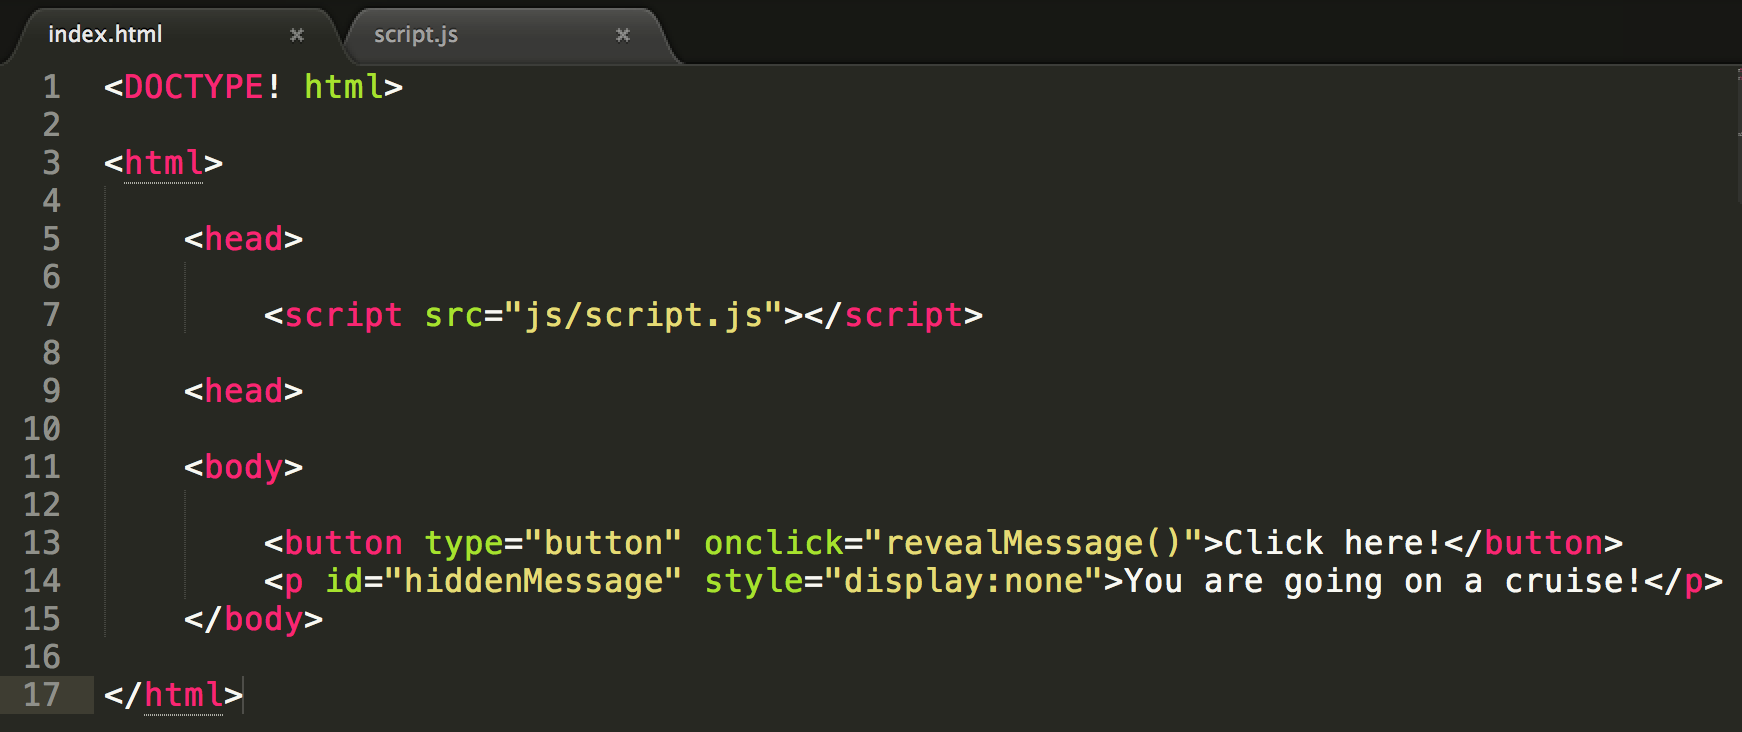 index.html × script.js ×
1 <DOCTYPE! html>
2
3 <html>
4
5 <head>
6
7 <script src="js/script.js"></script>
8
9 <head>
10
11 <body>
12
13 <button type="button" onclick="revealMessage()">Click here!</button>
14 <p id="hiddenMessage" style="display:none">You are going on a cruise!</p>
15 </body>
16
17 </html>